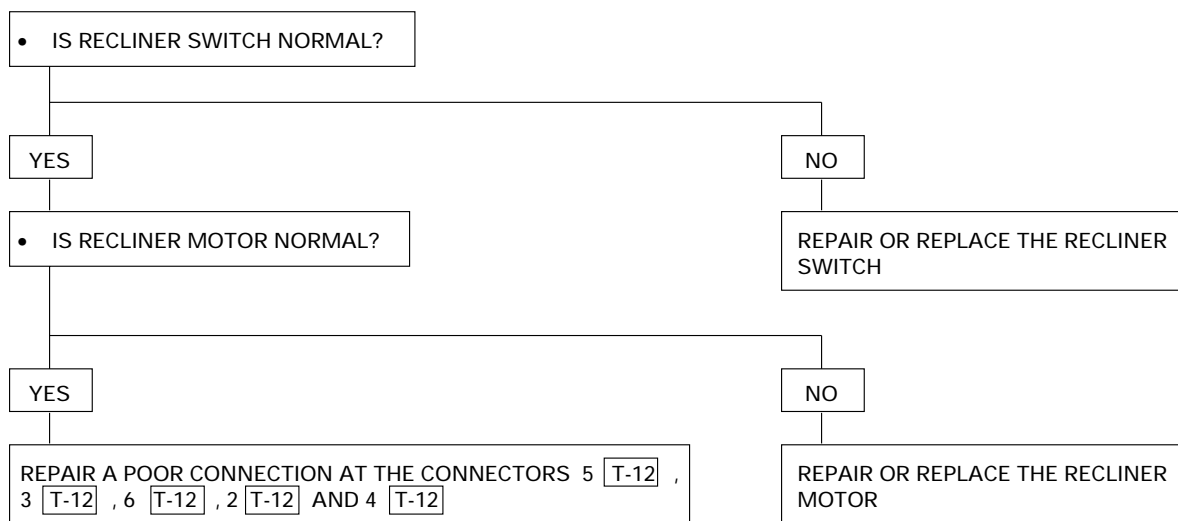 • IS RECLINER SWITCH NORMAL?
YES
NO
• IS RECLINER MOTOR NORMAL?
REPAIR OR REPLACE THE RECLINER
SWITCH
YES
NO
REPAIR A POOR CONNECTION AT THE CONNECTORS 5 T-12 ,
3 T-12 , 6 T-12 , 2 T-12 AND 4 T-12
REPAIR OR REPLACE THE RECLINER
MOTOR